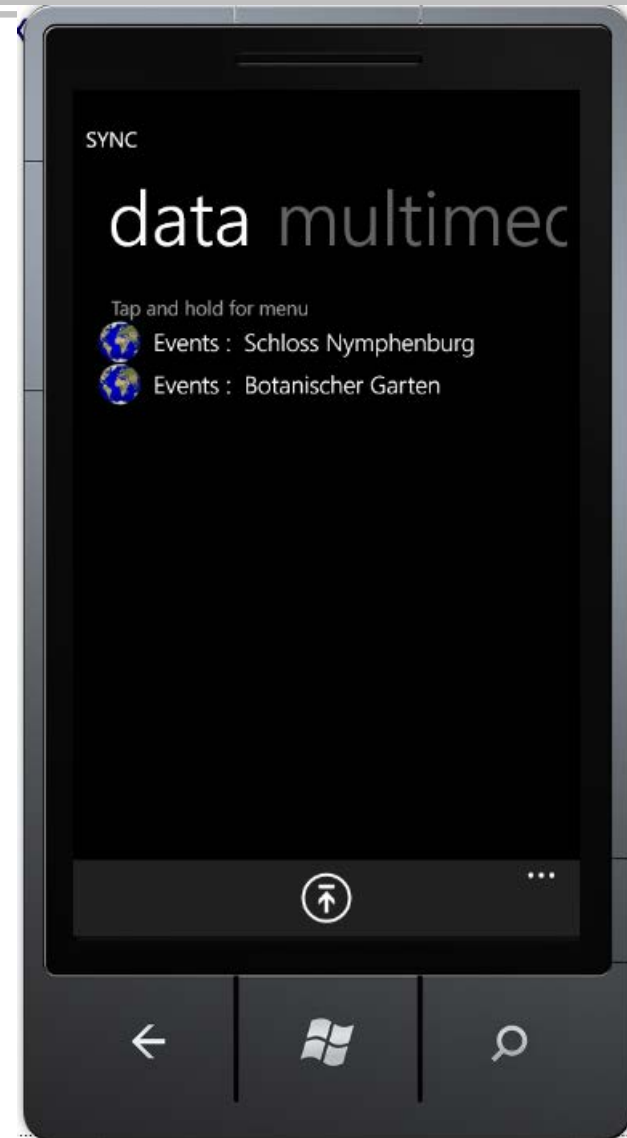 SYNC
data multimec
Tap and hold for menu
Events : Schloss Nymphenburg
Events : Botanischer Garten